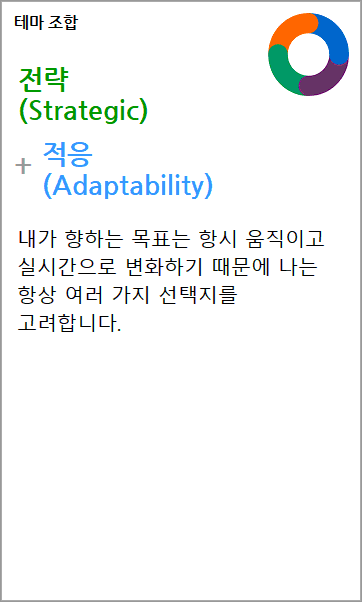 테마 조합
전략
(Strategic)
+ 적응
(Adaptability)
내가 향하는 목표는 항시 움직이고
실시간으로 변화하기 때문에 나는
항상 여러 가지 선택지를
고려합니다.